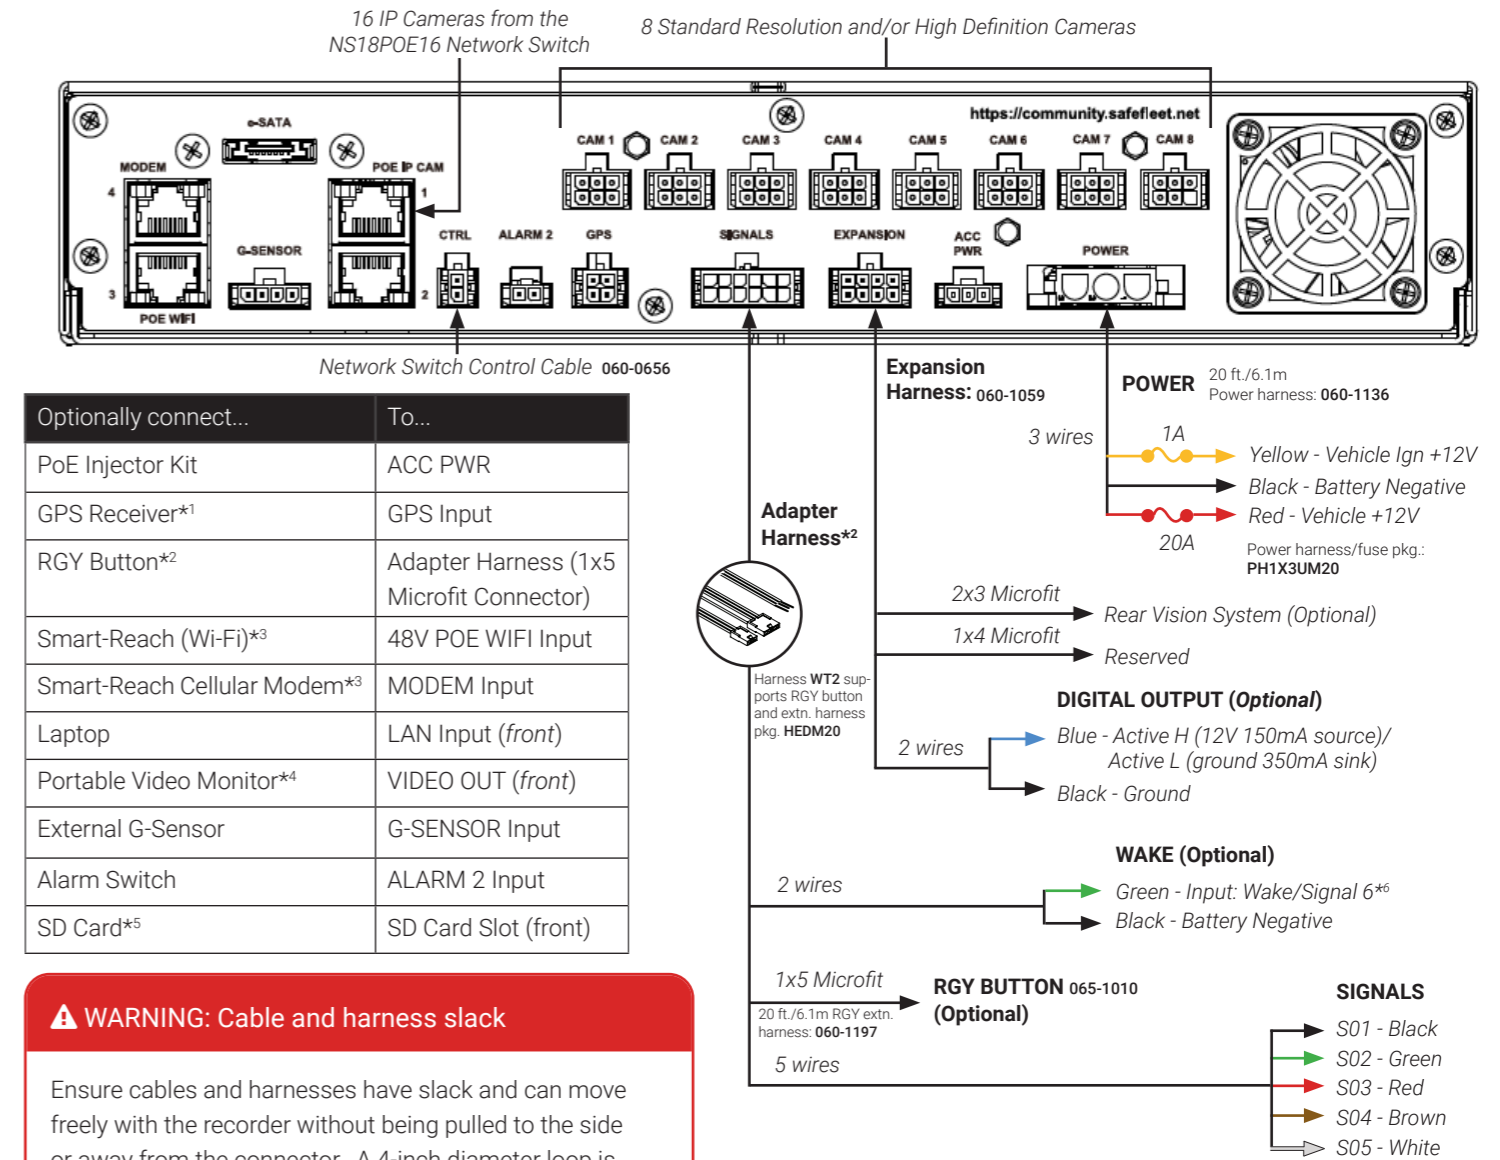 16 IP Cameras from the
NS18POE16 Network Switch
8 Standard Resolution and/or High Definition Cameras
https://community.safefleet.net
e-SATA
MODEM
POE IP CAM
4
1
CAM 1
CAM 2
CAM 3
CAM 4
CAM 5
CAM 6
CAM 7
CAM 8
G-SENSOR
CTRL
ALARM 2
GPS
SIGNALS
EXPANSION
ACC
PWR
POWER
3
2
POE WIFI
Network Switch Control Cable 060-0656
Optionally connect... To...
PoE Injector Kit ACC PWR
GPS Receiver*1 GPS Input
RGY Button*2 Adapter Harness (1x5
Microfit Connector)
Smart-Reach (Wi-Fi)*3 48V POE WIFI Input
Smart-Reach Cellular Modem*3 MODEM Input
Laptop LAN Input (front)
Portable Video Monitor*4 VIDEO OUT (front)
External G-Sensor G-SENSOR Input
Alarm Switch ALARM 2 Input
SD Card*5 SD Card Slot (front)
WARNING: Cable and harness slack
Ensure cables and harnesses have slack and can move
freely with the recorder without being pulled to the side
or away from the connector. A 4-inch diameter loop is
Expansion
Harness: 060-1059
POWER
20 ft./6.1m
Power harness: 060-1136
3 wires
1A
Yellow - Vehicle Ign +12V
Black - Battery Negative
Red - Vehicle +12V
20A
Power harness/fuse pkg.:
PH1X3UM20
Adapter
Harness*2
Harness WT2 sup-
ports RGY button
and extn. harness
pkg. HEDM20
2x3 Microfit
Rear Vision System (Optional)
1x4 Microfit
Reserved
DIGITAL OUTPUT (Optional)
2 wires
Blue - Active H (12V 150mA source)/
Active L (ground 350mA sink)
Black - Ground
WAKE (Optional)
2 wires
Green - Input: Wake/Signal 6*6
Black - Battery Negative
1x5 Microfit
20 ft./6.1m RGY extn.
harness: 060-1197
RGY BUTTON 065-1010
(Optional)
5 wires
SIGNALS
S01 - Black
S02 - Green
S03 - Red
S04 - Brown
S05 - White